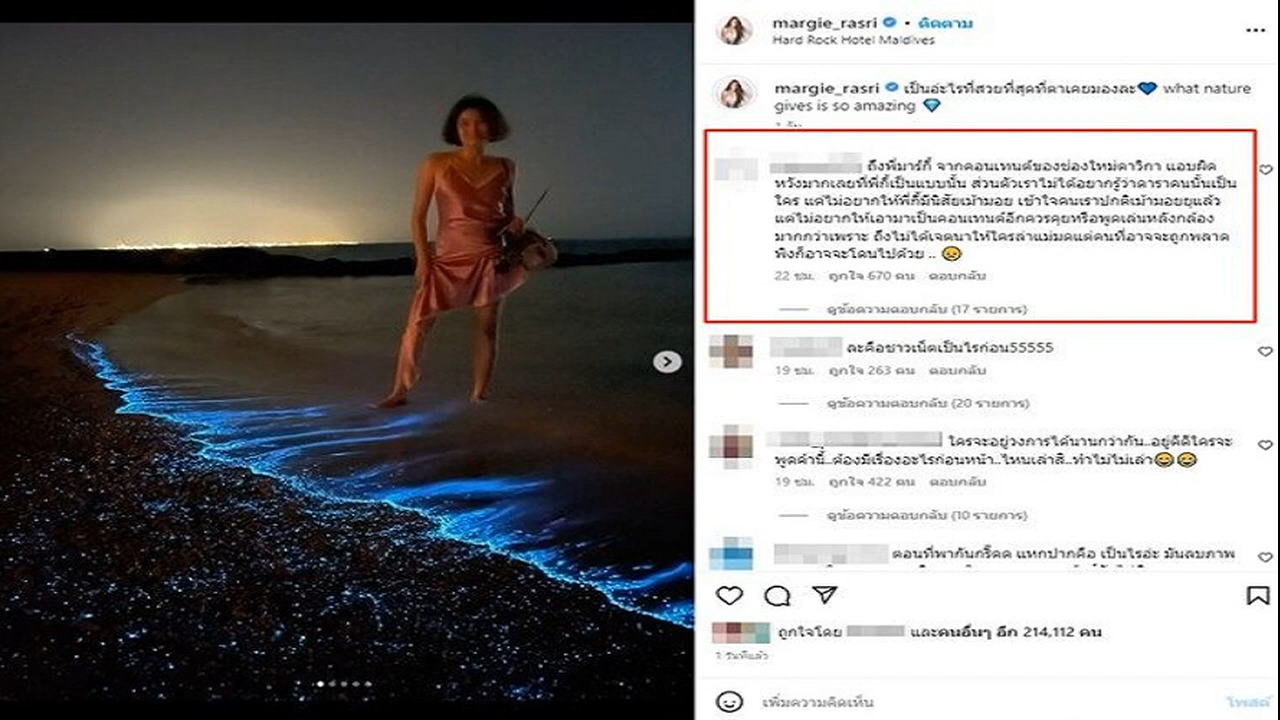 margie_rasri • ติดตาม
Hard Rock Hotel Maldives
margie_rasri เป็นอะไรที่สวยที่สุดที่ตาเคยมองละ💙 what nature
gives is so amazing 💎
1 วัน
ถึงพี่มาร์กี้ จากคอนเทนต์ของช่องใหม่ดาวิกา แอบผิด
หวังมากเลยที่พี่กี้เป็นแบบนั้น ส่วนตัวเราไม่ได้อยากรู้ว่าดาราคนนั้นเป็น
ใคร แต่ไม่อยากให้พี่กี้มีนิสัยเม้ามอย เข้าใจคนเราปกติเม้ามอยยุแล้ว
แต่ไม่อยากให้เอามาเป็นคอนเทนต์อีกควรคุยหรือพูดเล่นหลังกล้อง
มากกว่าเพราะ ถึงไม่ได้เจตนาให้ใครล่าแม่มดแต่คนที่อาจจะถูกพลาด
พิงก็อาจจะโดนไปด้วย .. 😣
22 ชม. ถูกใจ 670 คน ตอบกลับ
ดูข้อความตอบกลับ (17 รายการ)
ละคือชาวเน็ตเป็นไรก่อน55555
19 ชม. ถูกใจ 263 คน ตอบกลับ
ดูข้อความตอบกลับ (20 รายการ)
ใครจะอยู่วงการได้นานกว่ากัน..อยู่ดีดีใครจะ
พูดคำนี้..ต้องมีเรื่องอะไรก่อนหน้า..ไหนเล่าสิ..ทำไมไม่เล่า😄😂
19 ชม. ถูกใจ 422 คน ตอบกลับ
ดูข้อความตอบกลับ (10 รายการ)
ตอนที่พากันกรี๊ดด แหกปากคือ เป็นไรอ่ะ มันลบภาพ
ถูกใจโดย และคนอื่นๆ อีก 214,112 คน
1 วันที่แล้ว
เพิ่มความคิดเห็น โพสต์